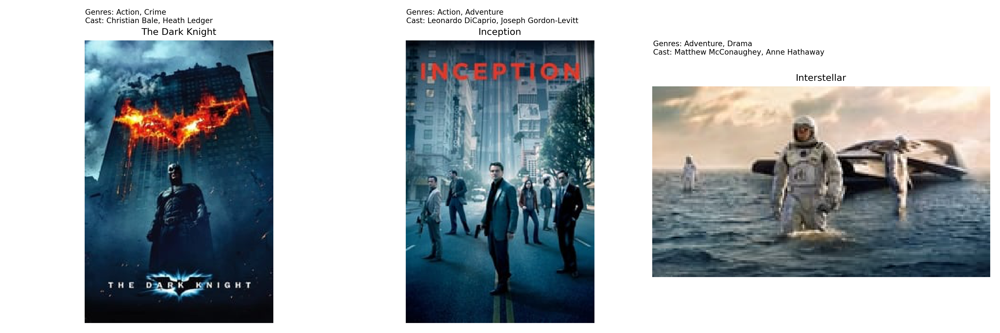 Genres: Action, Crime
Cast: Christian Bale, Heath Ledger
The Dark Knight
THE DARK KNIGHT
Genres: Action, Adventure
Cast: Leonardo DiCaprio, Joseph Gordon-Levitt
Inception
INCEPTION
Genres: Adventure, Drama
Cast: Matthew McConaughey, Anne Hathaway
Interstellar